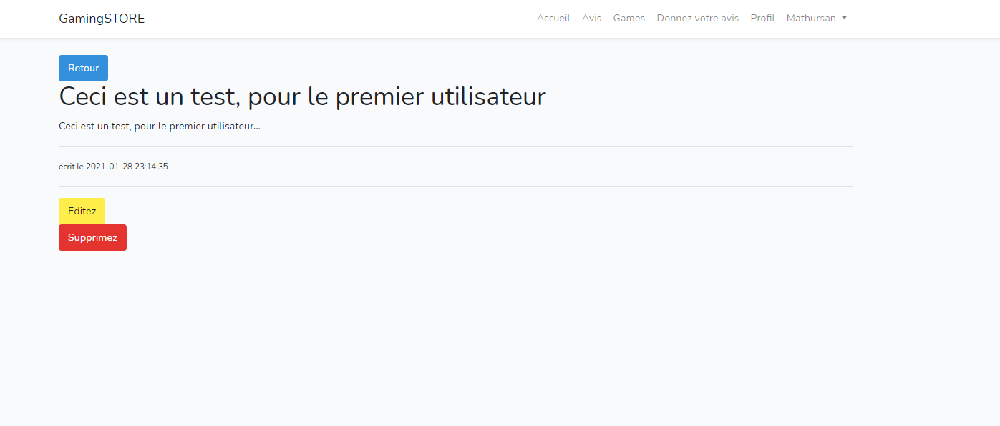 GamingSTORE Accueil Avis Games Donnez votre avis Profil Mathursan
Retour
Ceci est un test, pour le premier utilisateur
Ceci est un test, pour le premier utilisateur...
écrit le 2021-01-28 23:14:35
Editez
Supprimez